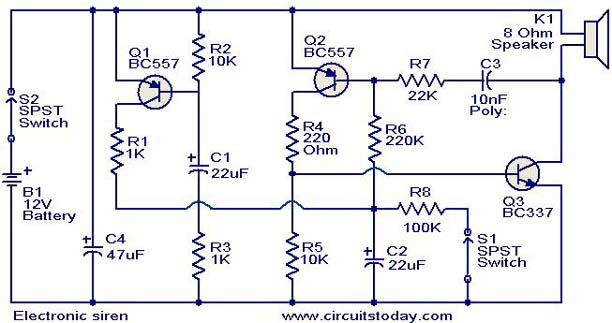 K1
8 Ohm
Speaker
Q1
BC557
R2
10K
Q2
BC557
R7
22K
C3
10nF
Poly:
S2
SPST
Switch
R1
1K
R4
220
Ohm
R6
220K
C1
22uF
B1
12V
Battery
R8
100K
Q3
BC337
C4
47uF
R3
1K
R5
10K
C2
22uF
S1
SPST
Switch
+
+
+
+
Electronic siren
www.circuitstoday.com